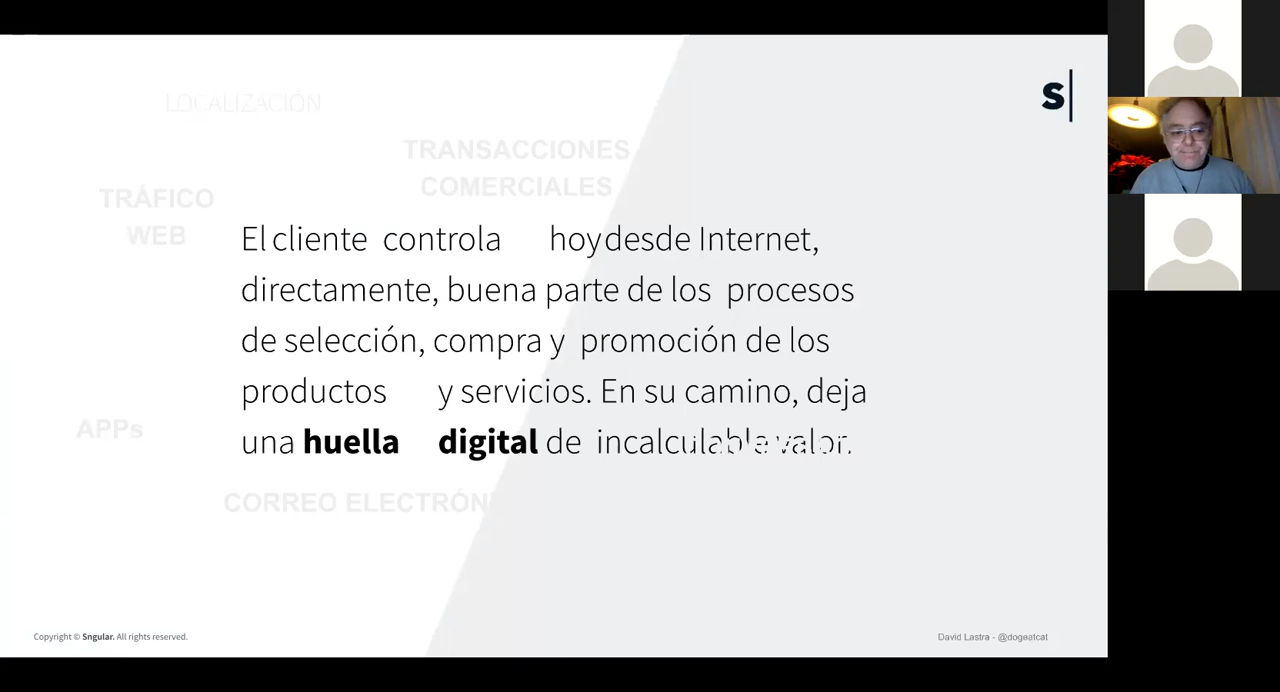 S
LOCALIZACIÓN
TRANSACCIONES
COMERCIALES
TRÁFICO
WEB
El cliente controla hoy desde Internet,
directamente, buena parte de los procesos
de selección, compra y promoción de los
productos y servicios. En su camino, deja
una huella digital de incalculable valor.
APPs
CORREO ELECTRÓN
Copyright © Sngular. All rights reserved.
David Lastra - @dogeatcat